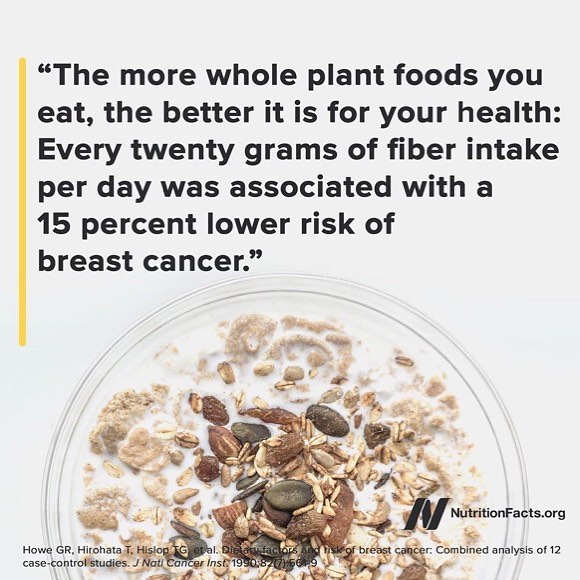 “The more whole plant foods you
eat, the better it is for your health:
Every twenty grams of fiber intake
per day was associated with a
15 percent lower risk of
breast cancer.”
NutritionFacts.org
Howe GR, Hirohata T, Hislop TG, et al. Dietary factors and risk of breast cancer: Combined analysis of 12
case-control studies. J Natl Cancer Inst. 1990;82(7):561-9